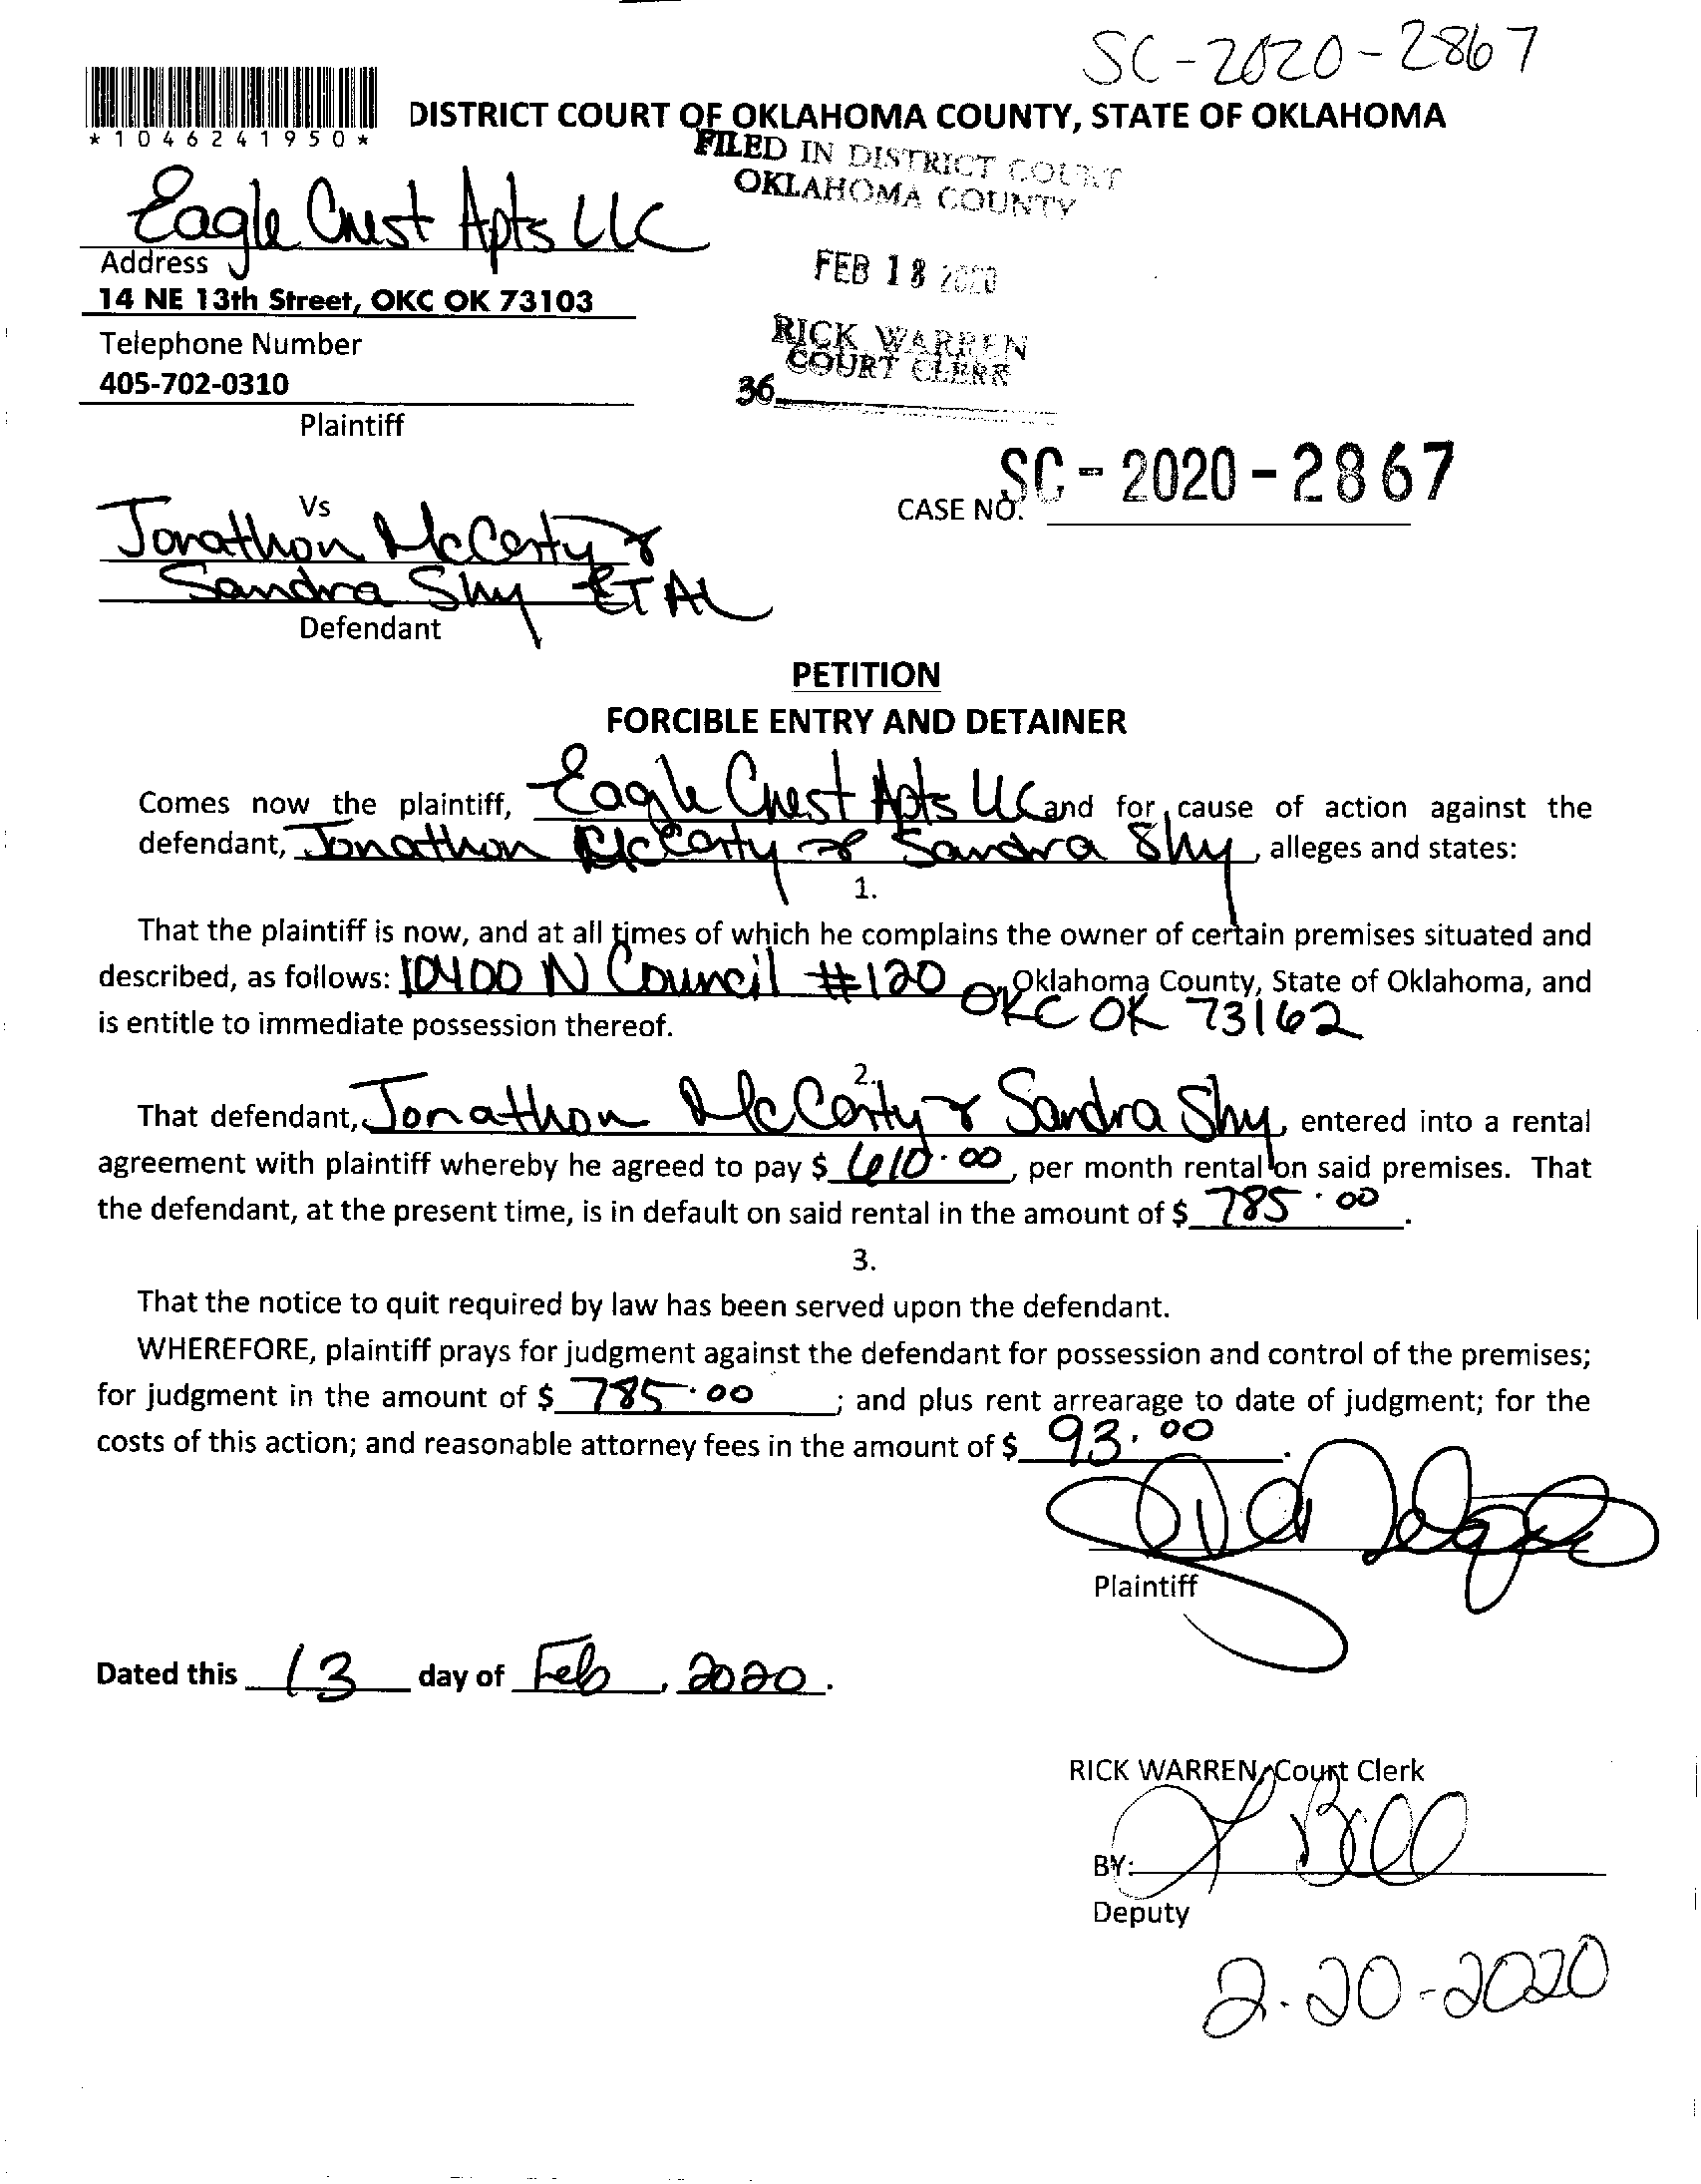 SC-2020-2867
*1046241950*
DISTRICT COURT OF OKLAHOMA COUNTY, STATE OF OKLAHOMA
FILED IN DISTRICT COURT
OKLAHOMA COUNTY
Eagle Crest Apts LLC
Address
14 NE 13th Street, OKC OK 73103
FEB 18 2020
Telephone Number
405-702-0310
RICK WARREN
COURT CLERK
36
Plaintiff
CASE NO. SC-2020-2867
Vs
Jonathon McCarty &
Sandra Shy ET AL
Defendant
PETITION
FORCIBLE ENTRY AND DETAINER
Comes now the plaintiff, Eagle Crest Apts LLC and for cause of action against the
defendant, Jonathon McCarty & Sandra Shy, alleges and states:
1.
That the plaintiff is now, and at all times of which he complains the owner of certain premises situated and
described, as follows: 10400 N Council #120 Oklahoma County, State of Oklahoma, and
OKC OK 73162
is entitle to immediate possession thereof.
2.
That defendant, Jonathon McCarty & Sandra Shy, entered into a rental
agreement with plaintiff whereby he agreed to pay $ 610.00, per month rental on said premises. That
the defendant, at the present time, is in default on said rental in the amount of $ 785.00.
3.
That the notice to quit required by law has been served upon the defendant.
WHEREFORE, plaintiff prays for judgment against the defendant for possession and control of the premises;
for judgment in the amount of $ 785.00; and plus rent arrearage to date of judgment; for the
costs of this action; and reasonable attorney fees in the amount of $ 93.00.
Plaintiff
Dated this 13 day of Feb, 2020.
RICK WARREN, Court Clerk
BY:
Deputy
2-20-2020